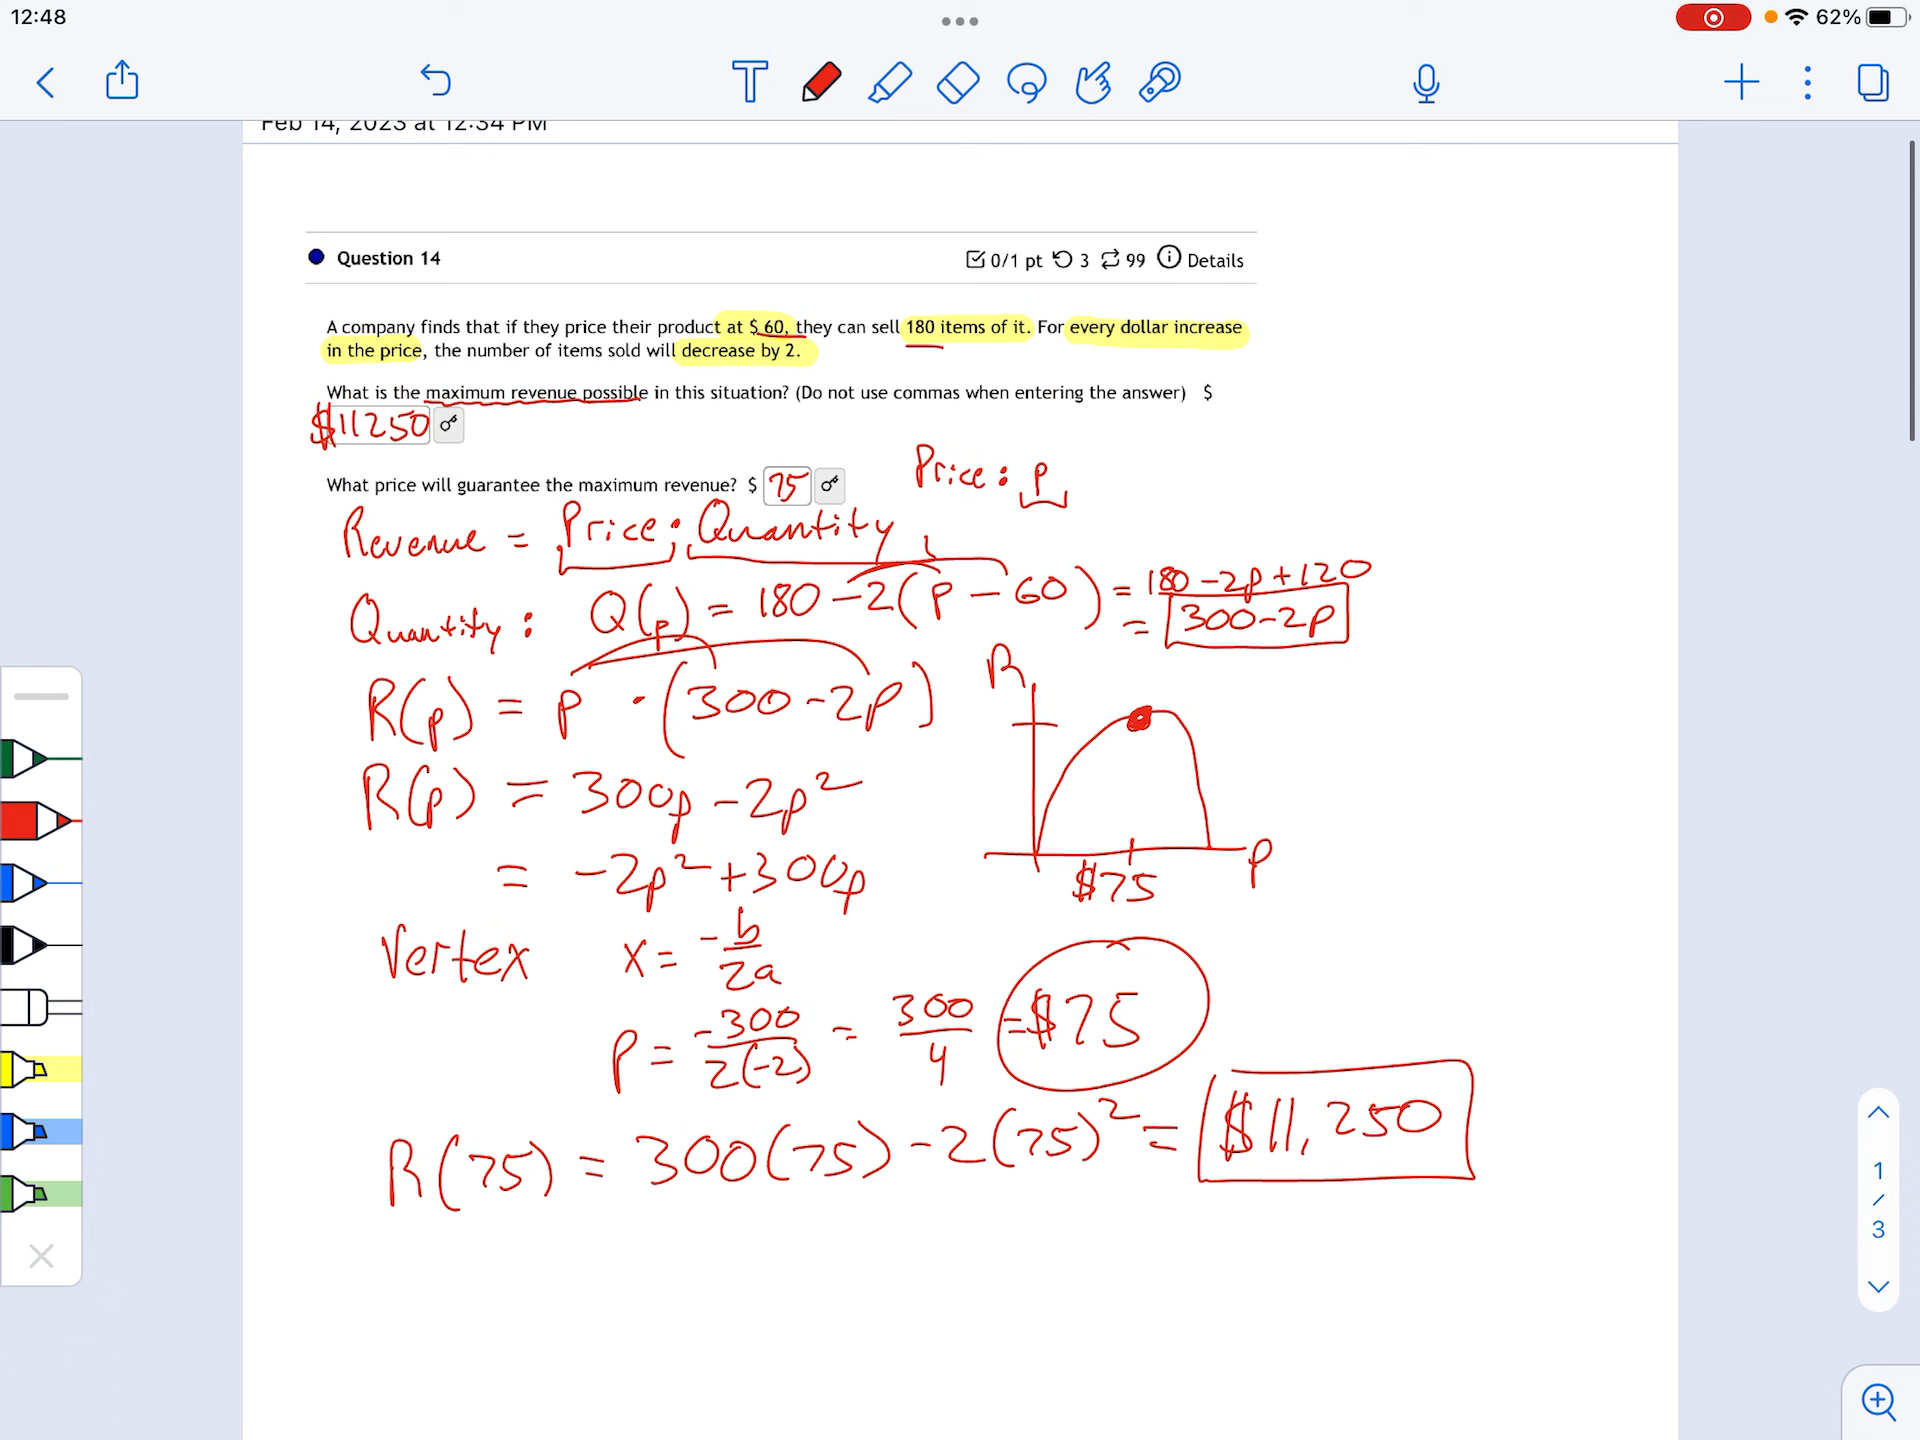 12:48
62%
Feb 14, 2023 at 12:34 PM
Question 14
0/1 pt 3 99 Details
A company finds that if they price their product at $ 60, they can sell 180 items of it. For every dollar increase
in the price, the number of items sold will decrease by 2.
What is the maximum revenue possible in this situation? (Do not use commas when entering the answer) $
$11250
Price: p
What price will guarantee the maximum revenue? $ 75
Revenue = Price · Quantity
Quantity: Q(p) = 180 - 2(p - 60) = 180 - 2p + 120
= 300 - 2p
R(p) = p · (300 - 2p)
R
R(p) = 300p - 2p²
= -2p² + 300p
p
$75
Vertex x = -b/2a
p = -300/2(-2) = 300/4 = $75
R(75) = 300(75) - 2(75)² = $11,250
1
/
3